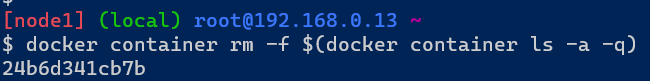 [node1] (local) root@192.168.0.13 ~
$ docker container rm -f $(docker container ls -a -q)
24b6d341cb7b